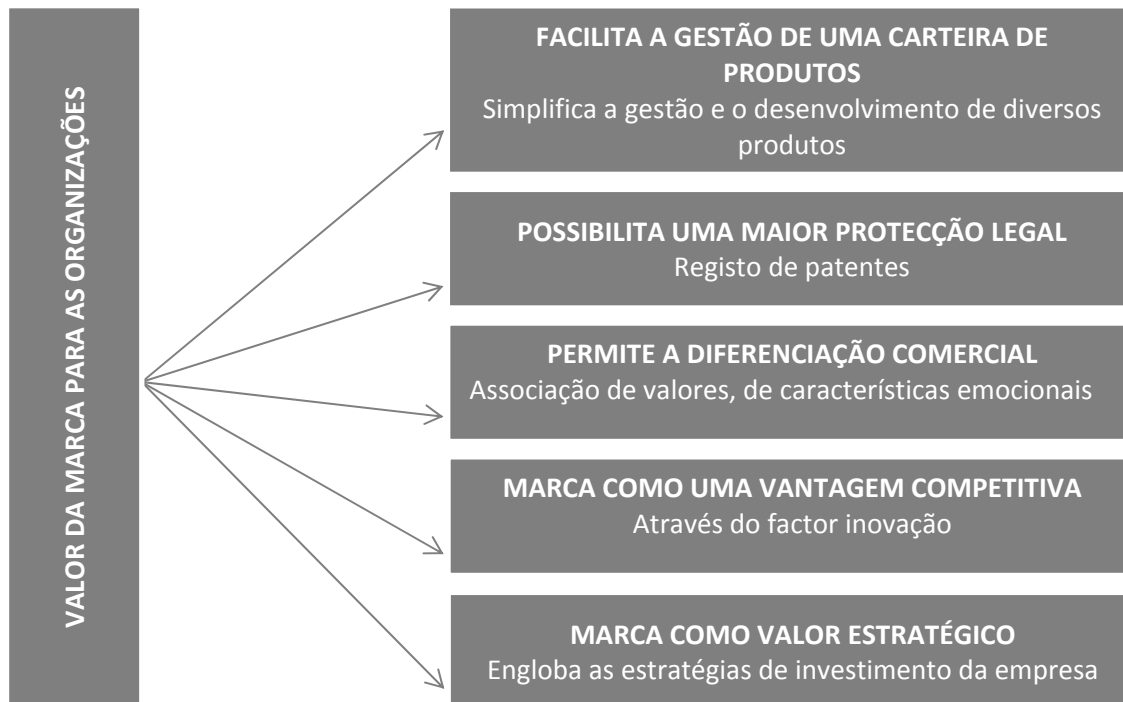 VALOR DA MARCA PARA AS ORGANIZAÇÕES
FACILITA A GESTÃO DE UMA CARTEIRA DE
PRODUTOS
Simplifica a gestão e o desenvolvimento de diversos
produtos
POSSIBILITA UMA MAIOR PROTECÇÃO LEGAL
Registo de patentes
PERMITE A DIFERENCIAÇÃO COMERCIAL
Associação de valores, de características emocionais
MARCA COMO UMA VANTAGEM COMPETITIVA
Através do factor inovação
MARCA COMO VALOR ESTRATÉGICO
Engloba as estratégias de investimento da empresa